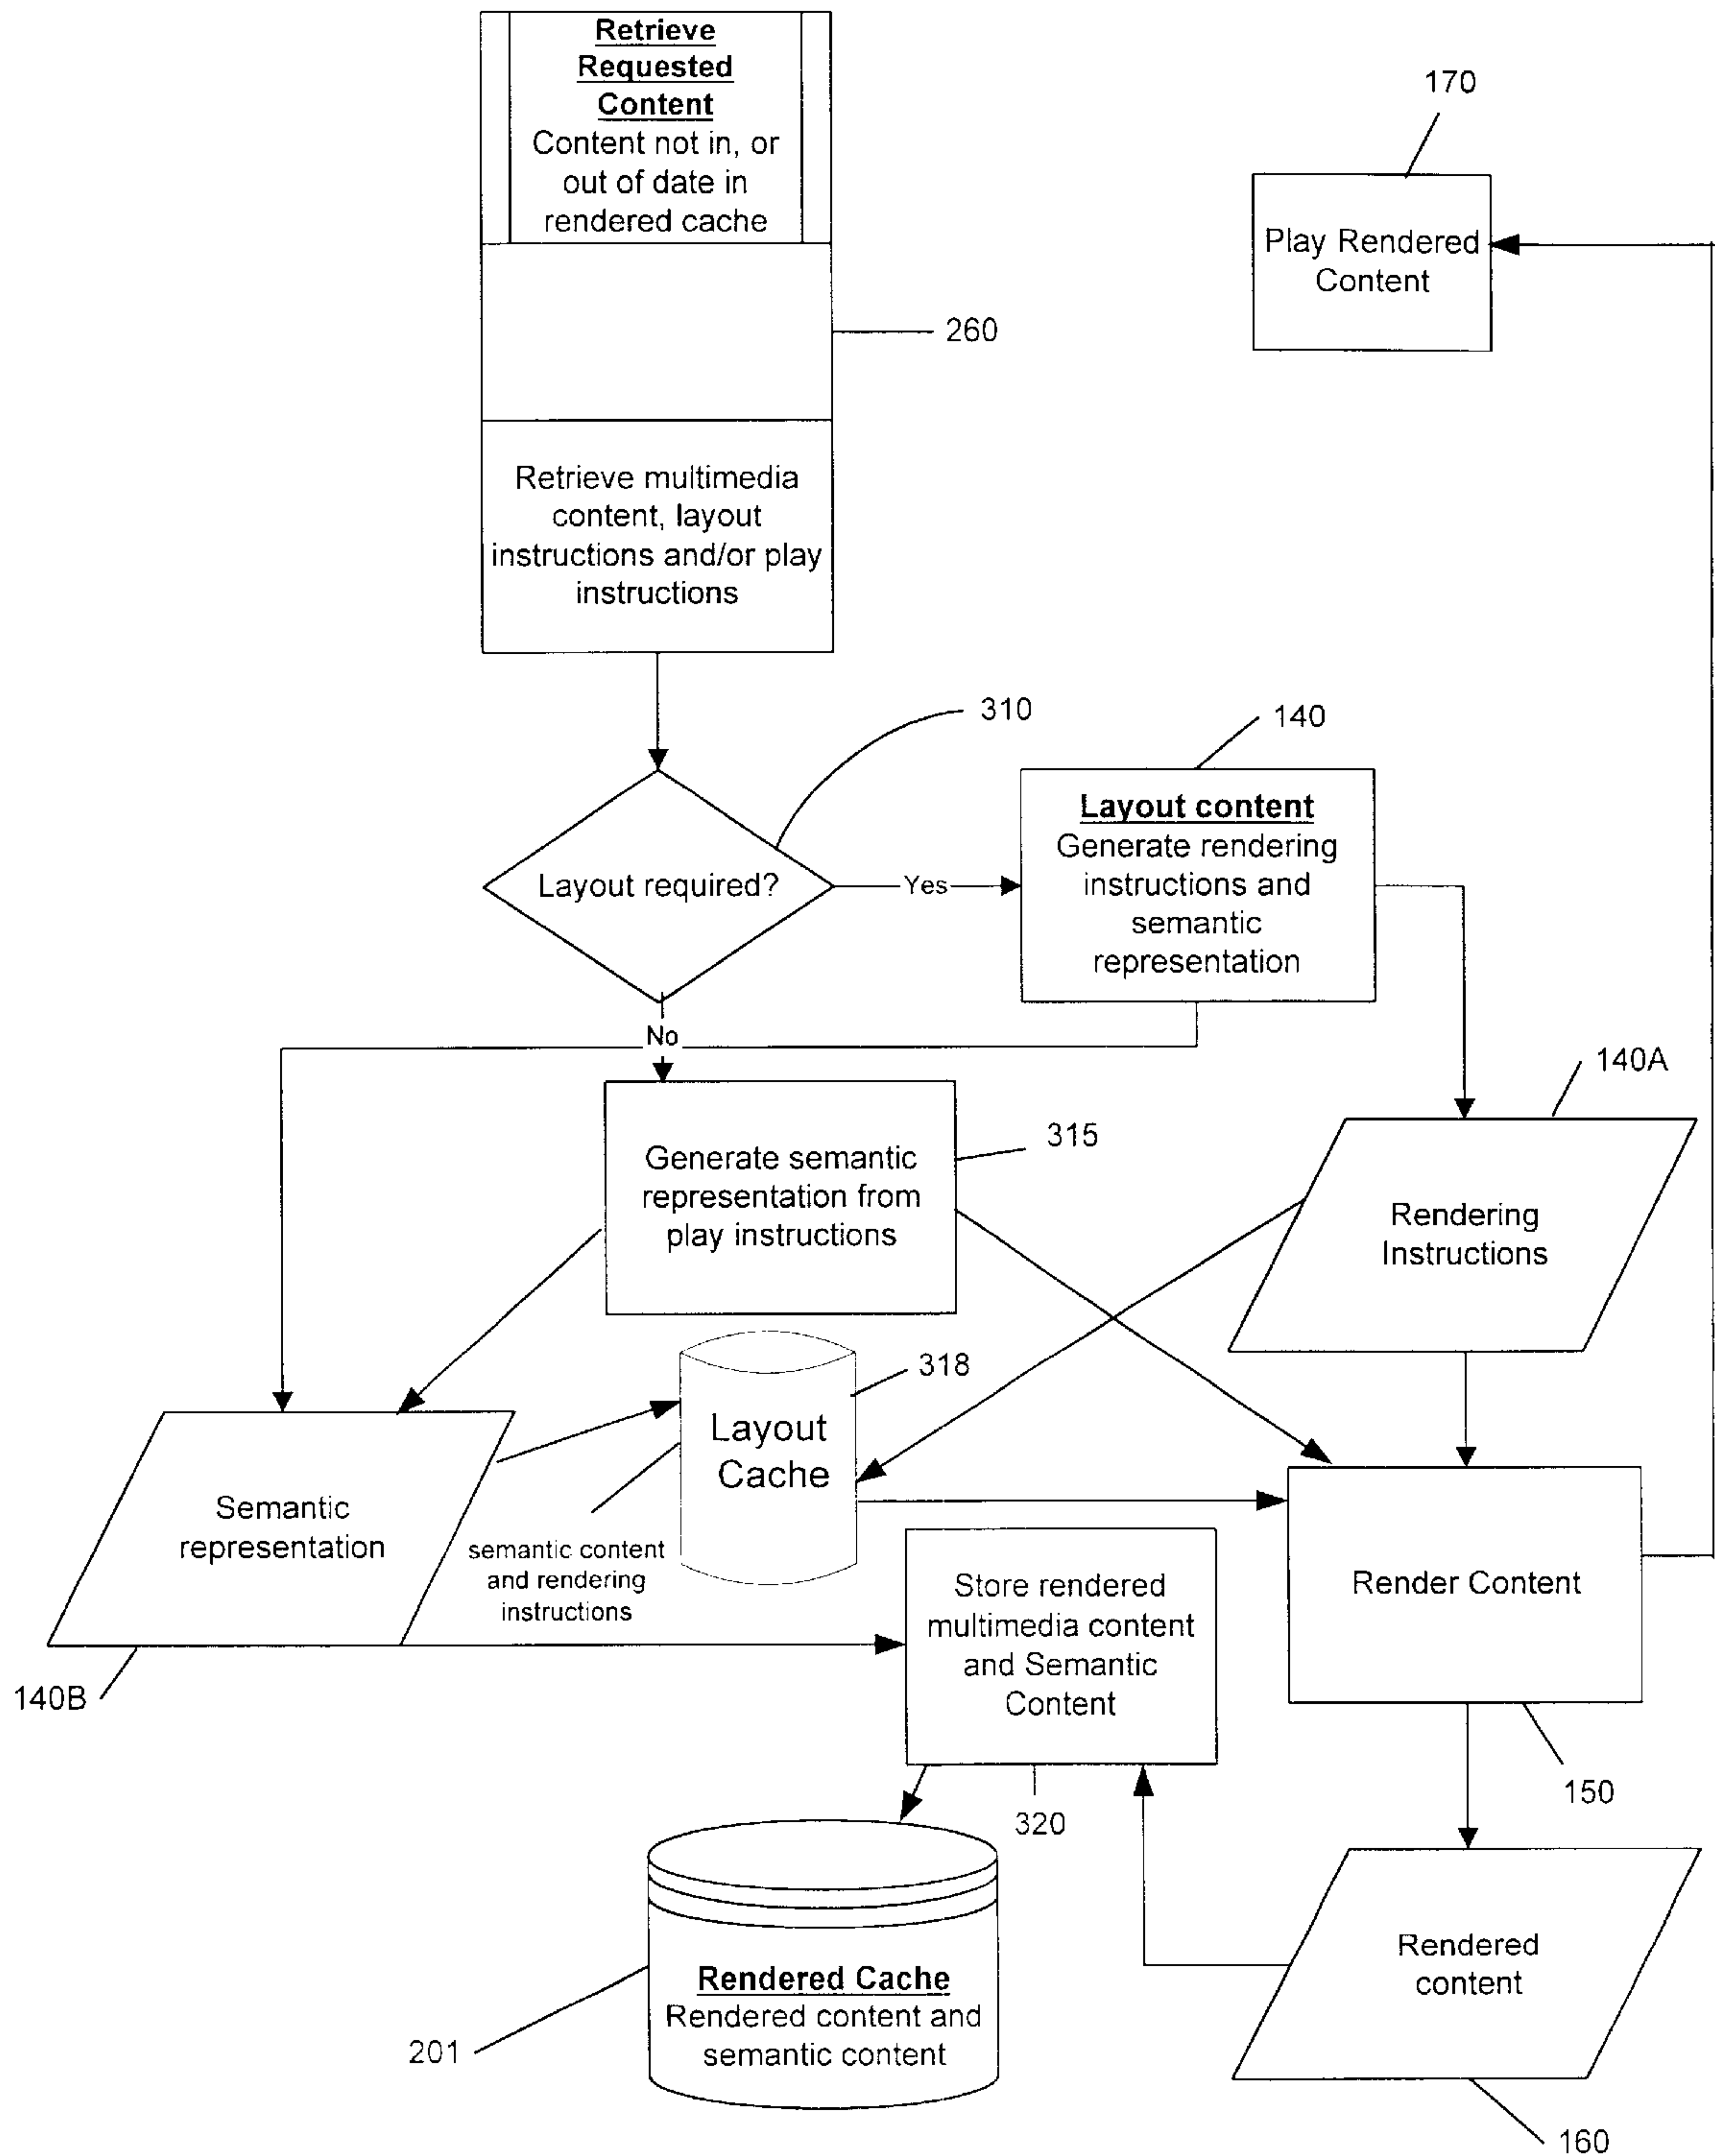 Retrieve
Requested
Content
Content not in, or
out of date in
rendered cache
170
Play Rendered
Content
260
Retrieve multimedia
content, layout
instructions and/or play
instructions
310
140
Layout required?
Yes
Layout content
Generate rendering
instructions and
semantic
representation
No
140A
315
Generate semantic
representation from
play instructions
Rendering
Instructions
318
Layout
Cache
Semantic
representation
semantic content
and rendering
instructions
Store rendered
multimedia content
and Semantic
Content
Render Content
140B
150
320
Rendered Cache
Rendered content and
semantic content
201
Rendered
content
160